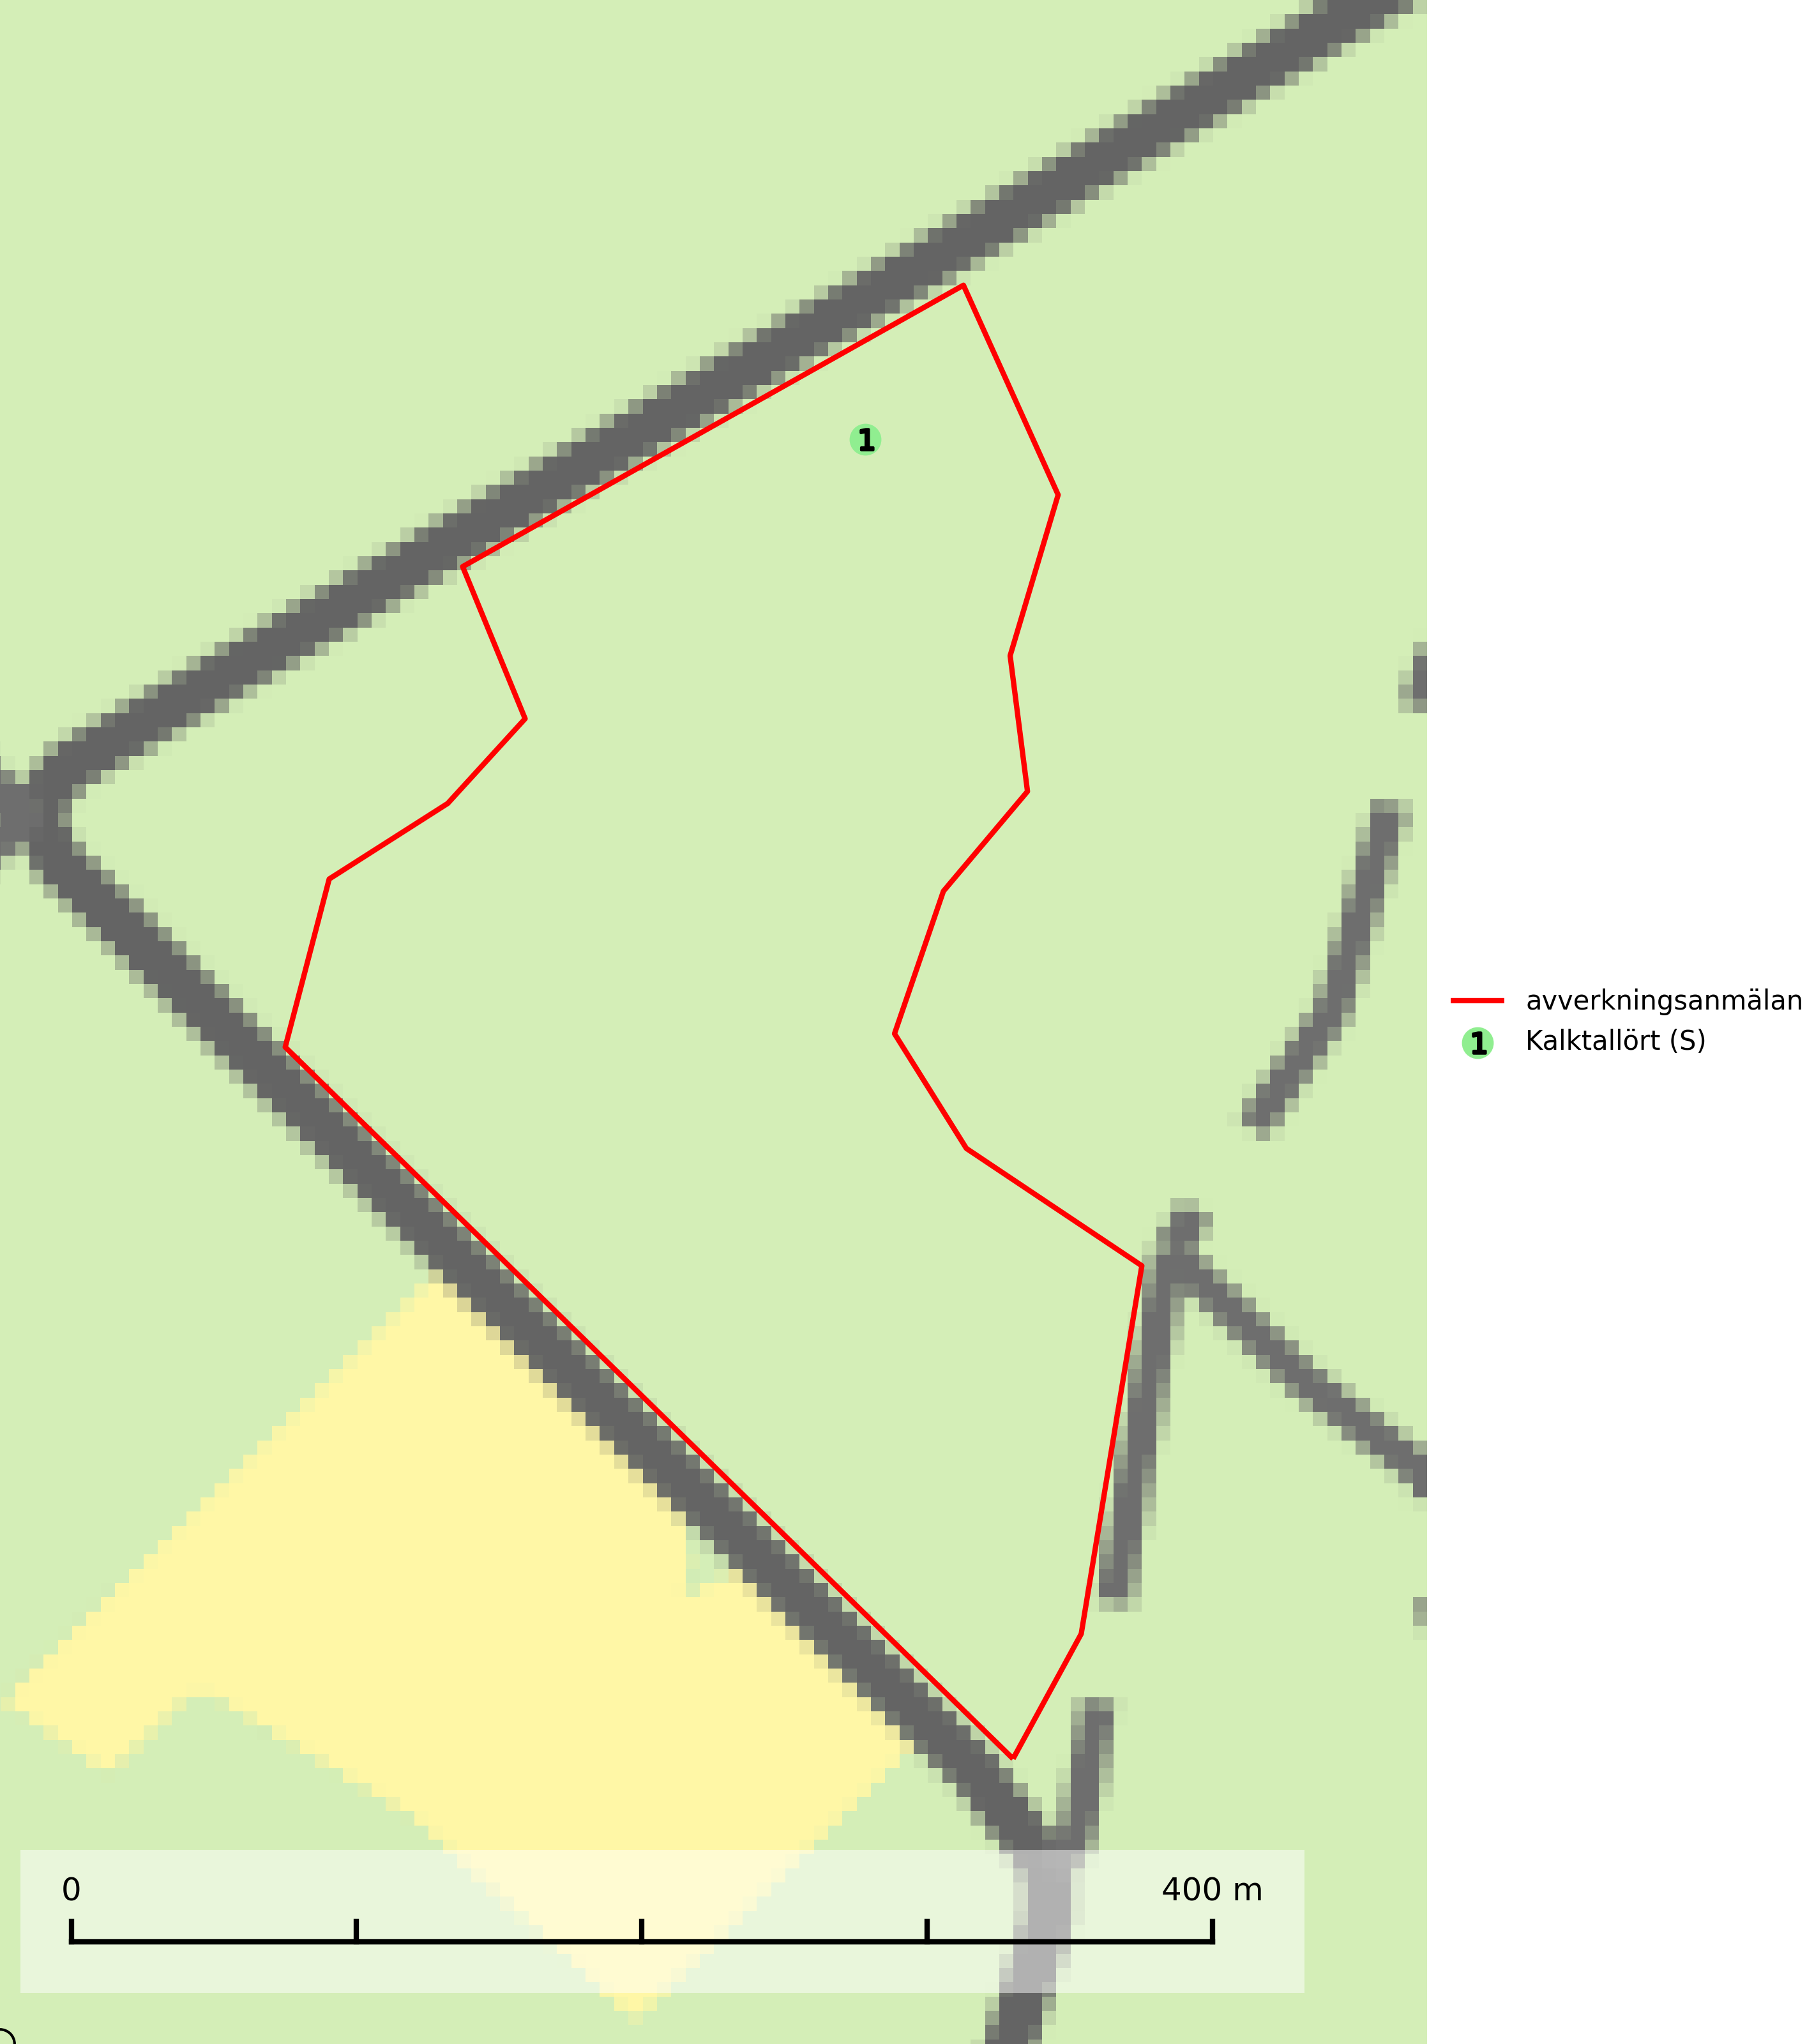 1
avverkningsanmälan
1 Kalktallört (S)
0 400 m